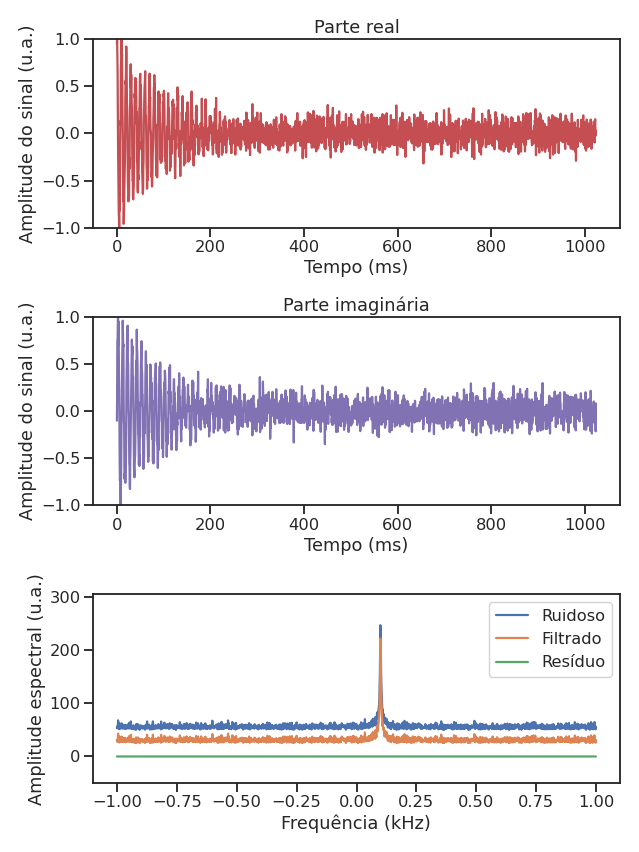 Parte real
Amplitude do sinal (u.a.)
1.0
0.5
0.0
−0.5
−1.0
0 200 400 600 800 1000
Tempo (ms)
Parte imaginária
Amplitude do sinal (u.a.)
1.0
0.5
0.0
−0.5
−1.0
0 200 400 600 800 1000
Tempo (ms)
Amplitude espectral (u.a.)
300
200
100
0
Ruidoso
Filtrado
Resíduo
−1.00 −0.75 −0.50 −0.25 0.00 0.25 0.50 0.75 1.00
Frequência (kHz)